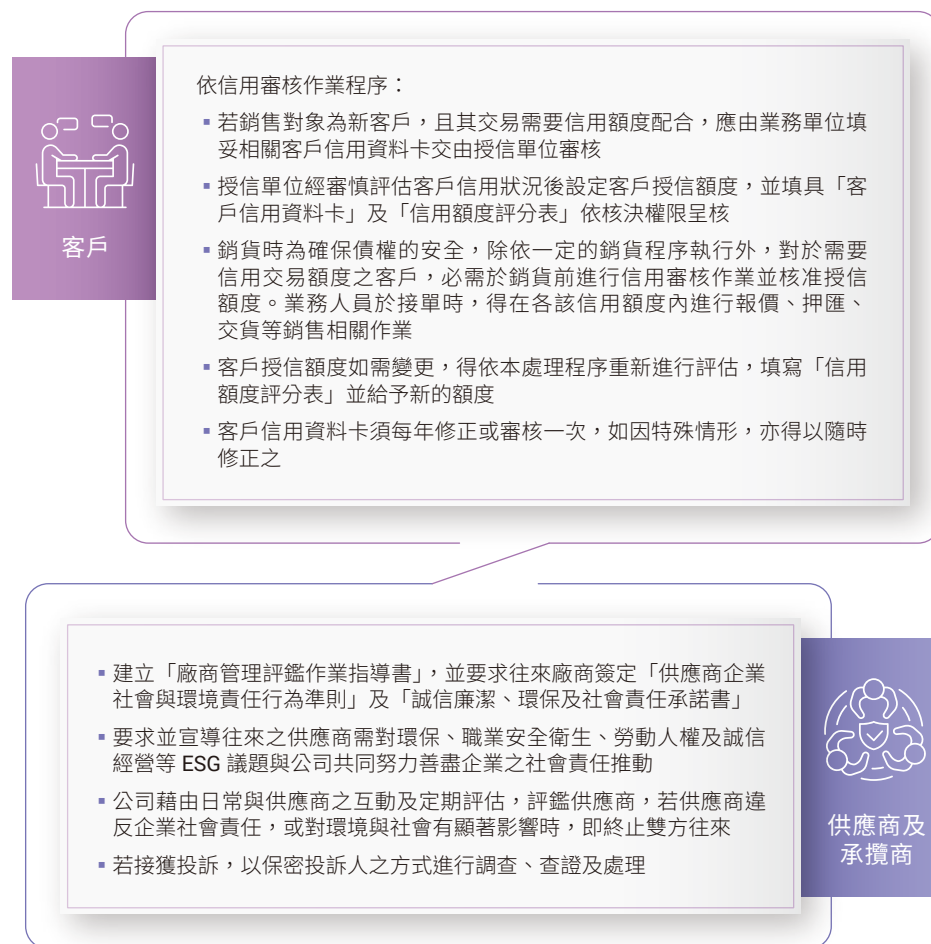 客戶
依信用審核作業程序：
▪ 若銷售對象為新客戶，且其交易需要信用額度配合，應由業務單位填
妥相關客戶信用資料卡交由授信單位審核
▪ 授信單位經審慎評估客戶信用狀況後設定客戶授信額度，並填具「客
戶信用資料卡」及「信用額度評分表」依核決權限呈核
▪ 銷貨時為確保債權的安全，除依一定的銷貨程序執行外，對於需要
信用交易額度之客戶，必需於銷貨前進行信用審核作業並核准授信
額度。業務人員於接單時，得在各該信用額度內進行報價、押匯、
交貨等銷售相關作業
▪ 客戶授信額度如需變更，得依本處理程序重新進行評估，填寫「信用
額度評分表」並給予新的額度
▪ 客戶信用資料卡須每年修正或審核一次，如因特殊情形，亦得以隨時
修正之
▪ 建立「廠商管理評鑑作業指導書」，並要求往來廠商簽定「供應商企業
社會與環境責任行為準則」及「誠信廉潔、環保及社會責任承諾書」
▪ 要求並宣導往來之供應商需對環保、職業安全衛生、勞動人權及誠信
經營等 ESG 議題與公司共同努力善盡企業之社會責任推動
▪ 公司藉由日常與供應商之互動及定期評估，評鑑供應商，若供應商違
反企業社會責任，或對環境與社會有顯著影響時，即終止雙方往來
▪ 若接獲投訴，以保密投訴人之方式進行調查、查證及處理
供應商及
承攬商